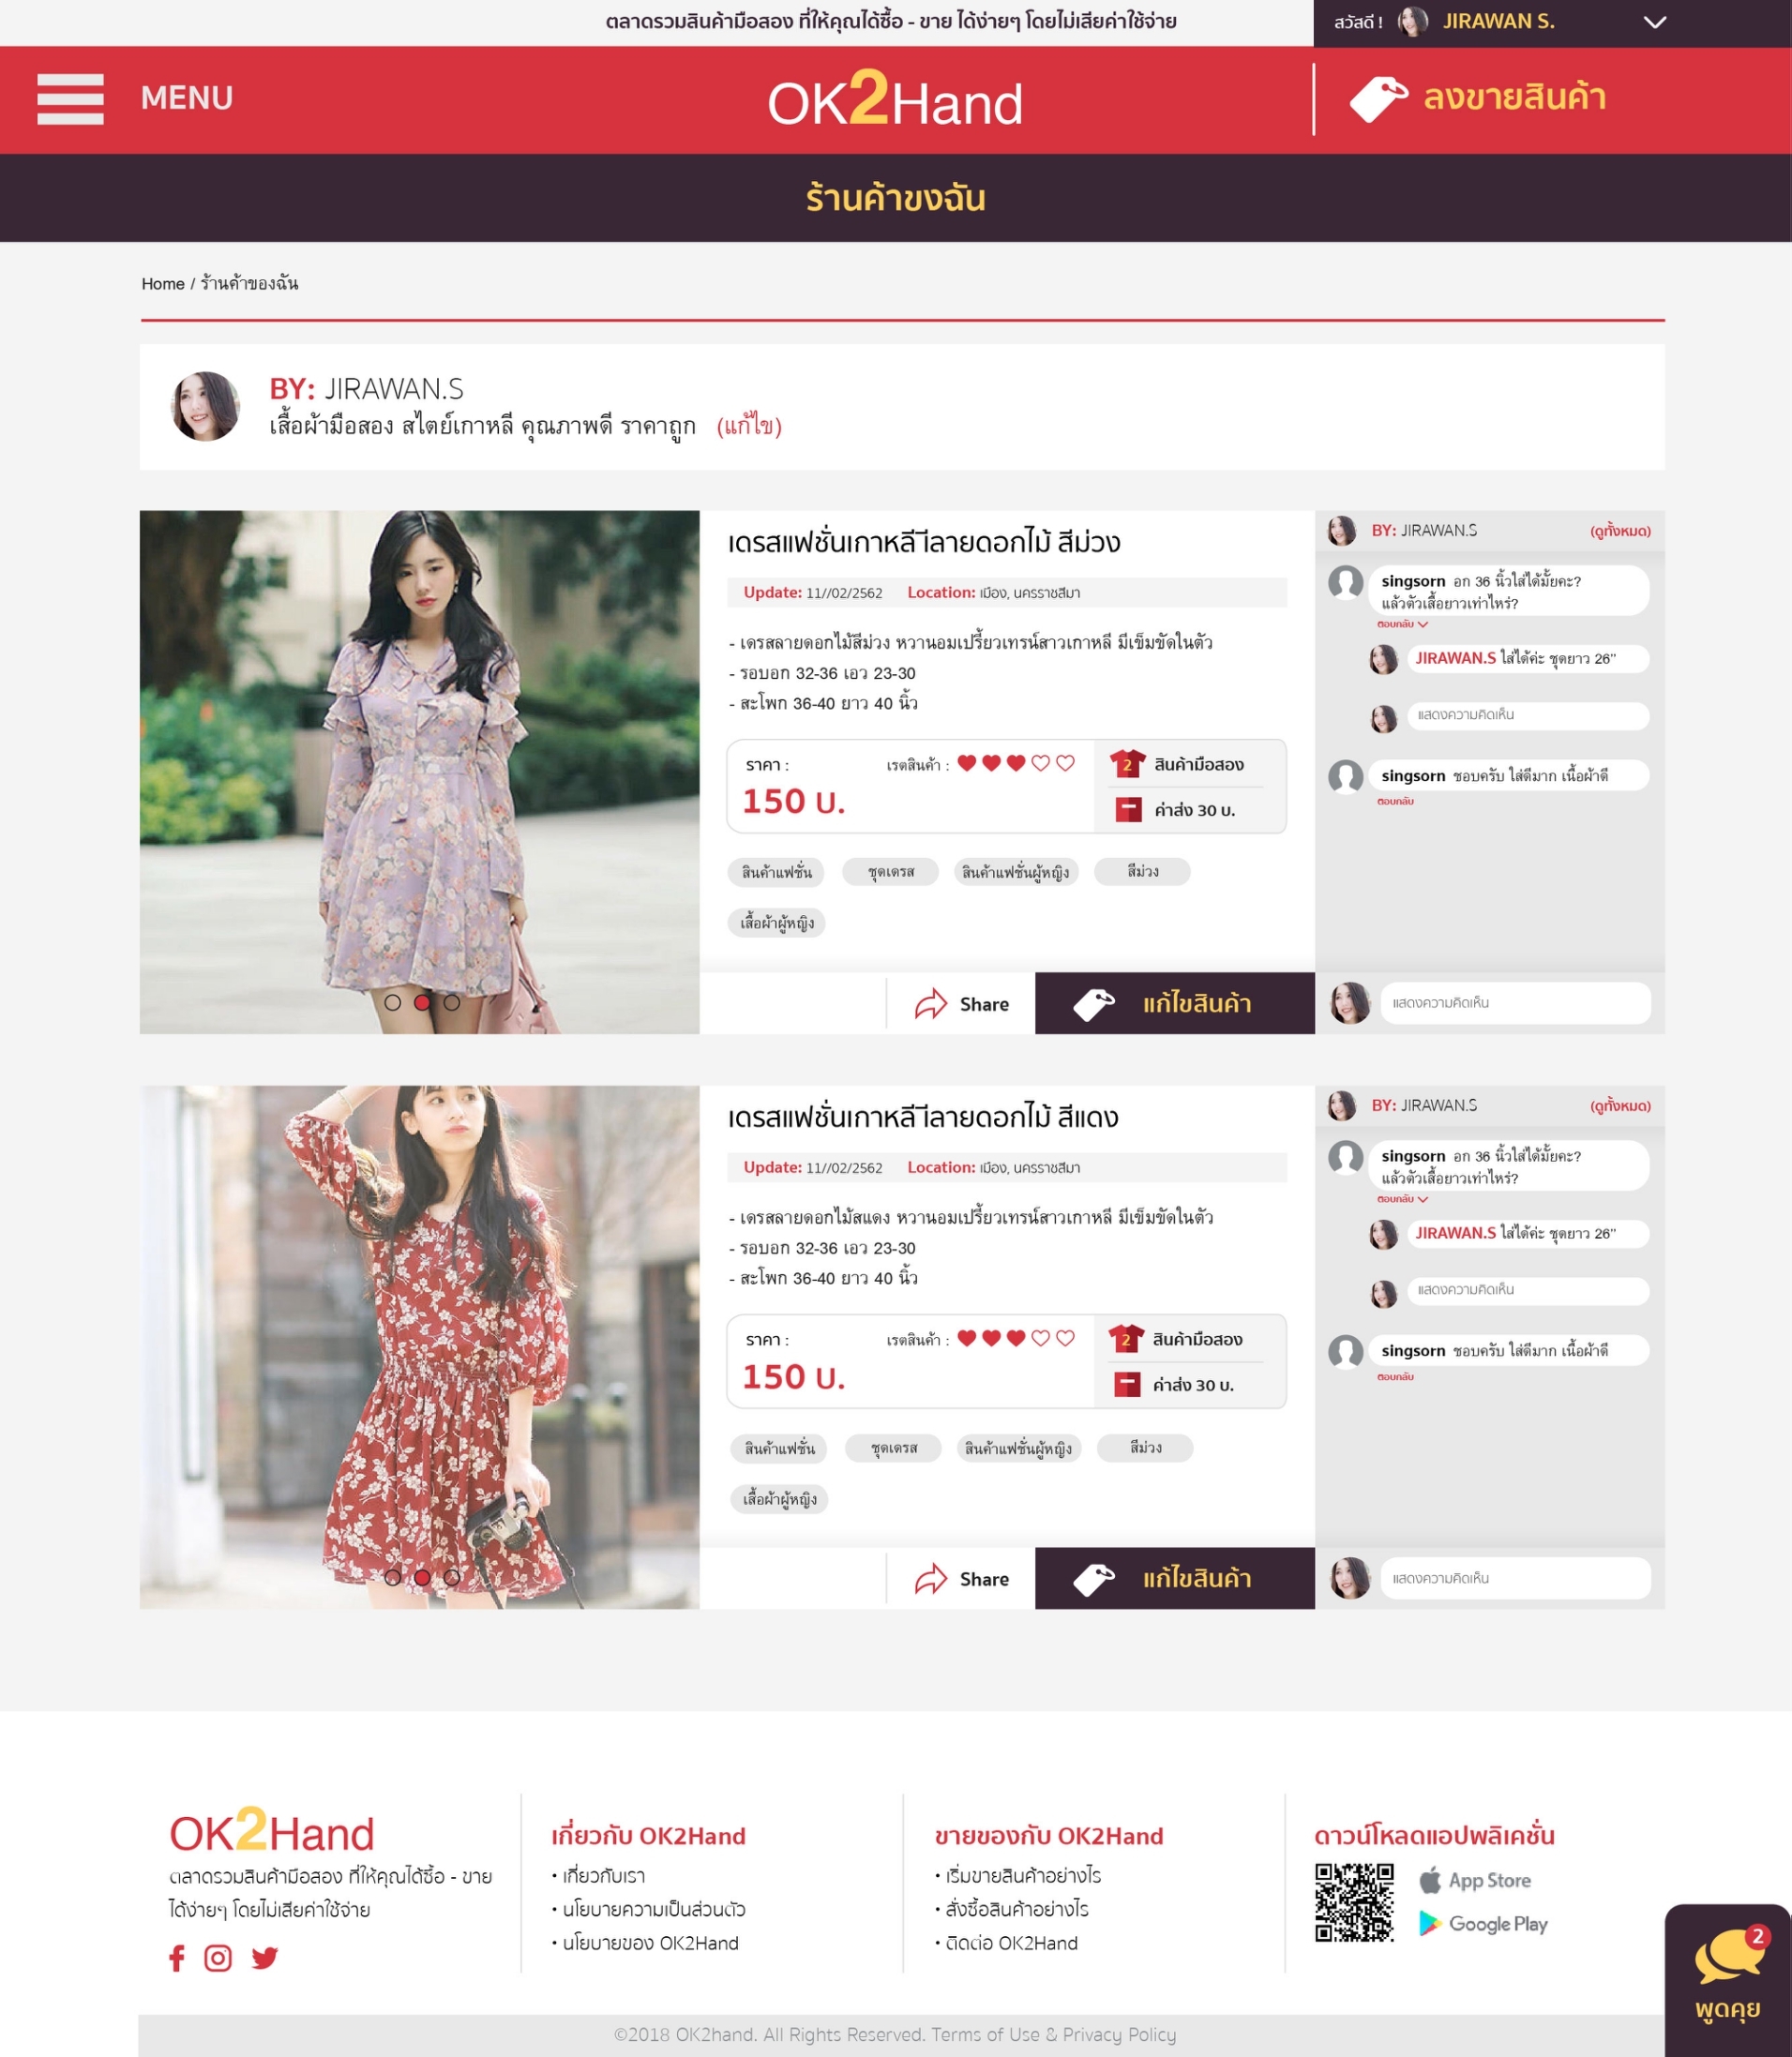 ตลาดรวมสินค้ามือสอง ที่ให้คุณได้ซื้อ - ขาย ได้ง่ายๆ โดยไม่เสียค่าใช้จ่าย
สวัสดี ! JIRAWAN S.
MENU
OK2Hand
ลงขายสินค้า
ร้านค้าขงฉัน
Home / ร้านค้าของฉัน
BY: JIRAWAN.S
เสื้อผ้ามือสอง สไตย์เกาหลี คุณภาพดี ราคาถูก (แก้ไข)
เดรสแฟชั่นเกาหลีีลายดอกไม้ สีม่วง
Update: 11//02/2562 Location: เมือง, นครราชสีมา
- เดรสลายดอกไม้สีม่วง หวานอมเปรี้ยวเทรน์สาวเกาหลี มีเข็มขัดในตัว
- รอบอก 32-36 เอว 23-30
- สะโพก 36-40 ยาว 40 นิ้ว
ราคา :
เรตสินค้า :
150 บ.
2 สินค้ามือสอง
ค่าส่ง 30 บ.
สินค้าแฟชั่น ชุดเดรส สินค้าแฟชั่นผู้หญิง สีม่วง
เสื้อผ้าผู้หญิง
Share
แก้ไขสินค้า
BY: JIRAWAN.S (ดูทั้งหมด)
singsorn อก 36 นิ้วใส่ได้มั้ยคะ?
แล้วตัวเสื้อยาวเท่าไหร่?
ตอบกลับ
JIRAWAN.S ใส่ได้ค่ะ ชุดยาว 26”
แสดงความคิดเห็น
singsorn ชอบครับ ใส่ดีมาก เนื้อผ้าดี
ตอบกลับ
แสดงความคิดเห็น
เดรสแฟชั่นเกาหลีีลายดอกไม้ สีแดง
Update: 11//02/2562 Location: เมือง, นครราชสีมา
- เดรสลายดอกไม้สแดง หวานอมเปรี้ยวเทรน์สาวเกาหลี มีเข็มขัดในตัว
- รอบอก 32-36 เอว 23-30
- สะโพก 36-40 ยาว 40 นิ้ว
ราคา :
เรตสินค้า :
150 บ.
2 สินค้ามือสอง
ค่าส่ง 30 บ.
สินค้าแฟชั่น ชุดเดรส สินค้าแฟชั่นผู้หญิง สีม่วง
เสื้อผ้าผู้หญิง
Share
แก้ไขสินค้า
BY: JIRAWAN.S (ดูทั้งหมด)
singsorn อก 36 นิ้วใส่ได้มั้ยคะ?
แล้วตัวเสื้อยาวเท่าไหร่?
ตอบกลับ
JIRAWAN.S ใส่ได้ค่ะ ชุดยาว 26”
แสดงความคิดเห็น
singsorn ชอบครับ ใส่ดีมาก เนื้อผ้าดี
ตอบกลับ
แสดงความคิดเห็น
OK2Hand
ตลาดรวมสินค้ามือสอง ที่ให้คุณได้ซื้อ - ขาย
ได้ง่ายๆ โดยไม่เสียค่าใช้จ่าย
เกี่ยวกับ OK2Hand
• เกี่ยวกับเรา
• นโยบายความเป็นส่วนตัว
• นโยบายของ OK2Hand
ขายของกับ OK2Hand
• เริ่มขายสินค้าอย่างไร
• สั่งซื้อสินค้าอย่างไร
• ติดต่อ OK2Hand
ดาวน์โหลดแอปพลิเคชั่น
App Store
Google Play
2
พูดคุย
©2018 OK2hand. All Rights Reserved. Terms of Use & Privacy Policy